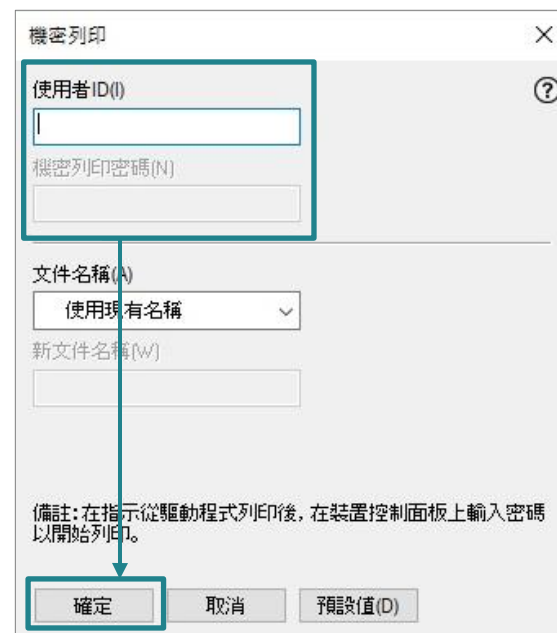 機密列印
使用者ID(I)
機密列印密碼(N)
文件名稱(A)
使用現有名稱
新文件名稱(W)
備註:在指示從驅動程式列印後, 在裝置控制面板上輸入密碼
以開始列印。
確定 取消 預設值(D)